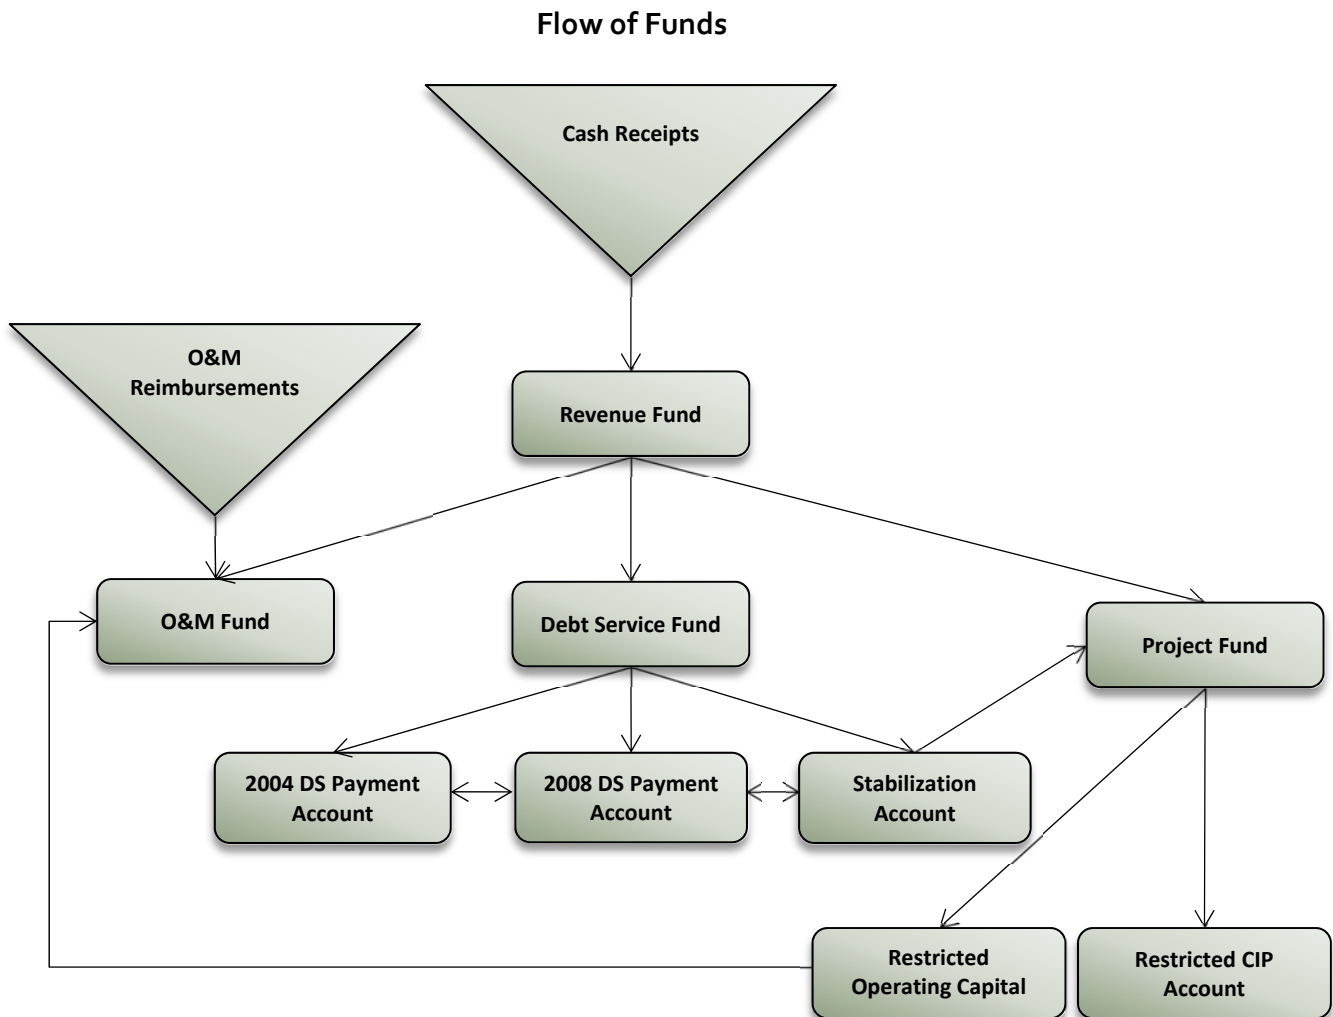 Flow of Funds
Cash Receipts
O&M
Reimbursements
Revenue Fund
O&M Fund
Debt Service Fund
Project Fund
2004 DS Payment
Account
2008 DS Payment
Account
Stabilization
Account
Restricted
Operating Capital
Restricted CIP
Account